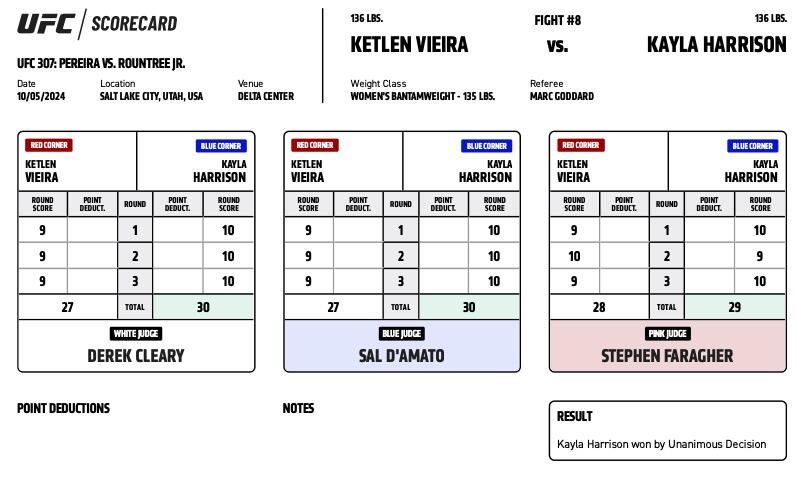 UFC / SCORECARD
UFC 307: PEREIRA VS. ROUNTREE JR.
Date Location Venue
10/05/2024 SALT LAKE CITY, UTAH, USA DELTA CENTER
136 LBS. FIGHT #8 136 LBS.
KETLEN VIEIRA VS. KAYLA HARRISON
Weight Class Referee
WOMEN'S BANTAMWEIGHT - 135 LBS. MARC GODDARD
RED CORNER BLUE CORNER
KETLEN KAYLA
VIEIRA HARRISON
ROUND POINT ROUND POINT ROUND
SCORE DEDUCT. DEDUCT. SCORE
9 1 10
9 2 10
9 3 10
27 TOTAL 30
WHITE JUDGE
DEREK CLEARY
RED CORNER BLUE CORNER
KETLEN KAYLA
VIEIRA HARRISON
ROUND POINT ROUND POINT ROUND
SCORE DEDUCT. DEDUCT. SCORE
9 1 10
9 2 10
9 3 10
27 TOTAL 30
BLUE JUDGE
SAL D'AMATO
RED CORNER BLUE CORNER
KETLEN KAYLA
VIEIRA HARRISON
ROUND POINT ROUND POINT ROUND
SCORE DEDUCT. DEDUCT. SCORE
9 1 10
10 2 9
9 3 10
28 TOTAL 29
PINK JUDGE
STEPHEN FARAGHER
POINT DEDUCTIONS
NOTES
RESULT
Kayla Harrison won by Unanimous Decision